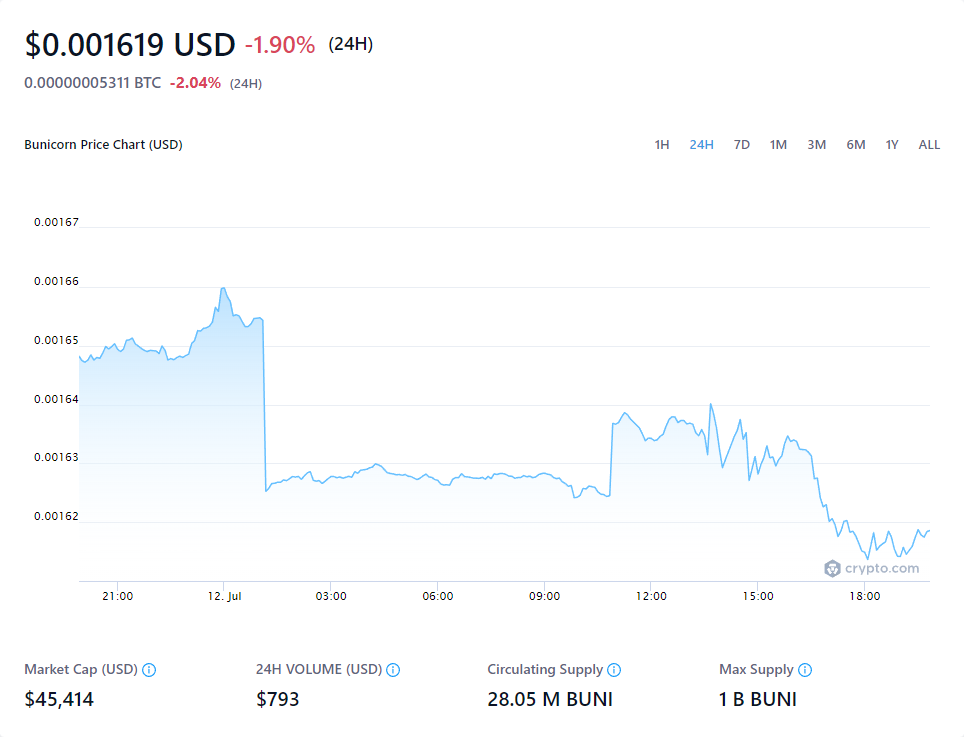 $0.001619 USD -1.90% (24H)
0.00000005311 BTC -2.04% (24H)
Bunicorn Price Chart (USD) 1H 24H 7D 1M 3M 6M 1Y ALL
0.00167
0.00166
0.00165
0.00164
0.00163
0.00162
crypto.com
21:00 12. Jul 03:00 06:00 09:00 12:00 15:00 18:00
Market Cap (USD) 24H VOLUME (USD) Circulating Supply Max Supply
$45,414 $793 28.05 M BUNI 1 B BUNI